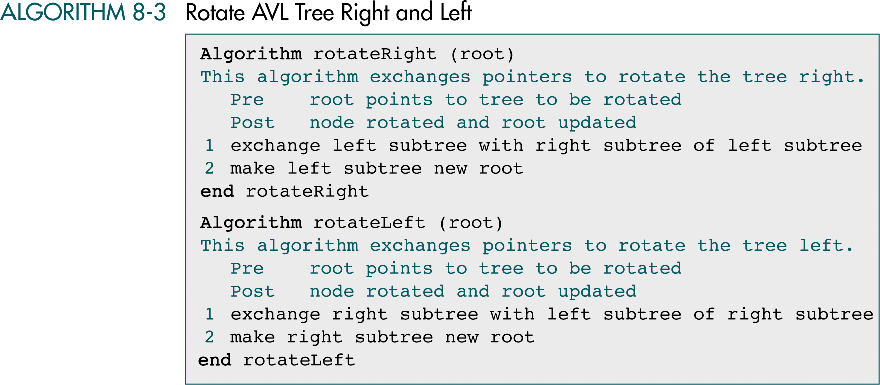 ALGORITHM 8-3 Rotate AVL Tree Right and Left
Algorithm rotateRight (root)
This algorithm exchanges pointers to rotate the tree right.
Pre root points to tree to be rotated
Post node rotated and root updated
1 exchange left subtree with right subtree of left subtree
2 make left subtree new root
end rotateRight
Algorithm rotateLeft (root)
This algorithm exchanges pointers to rotate the tree left.
Pre root points to tree to be rotated
Post node rotated and root updated
1 exchange right subtree with left subtree of right subtree
2 make right subtree new root
end rotateLeft